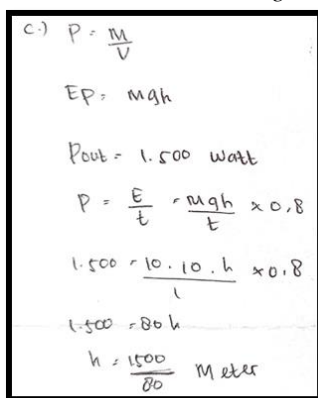 c.) P = M/V
EP = mgh
Pout = 1.500 watt
P = E/t = mgh/t x 0,8
1.500 = 10.10.h/1 x 0,8
1.500 = 80 h
h = 1500/80 Meter